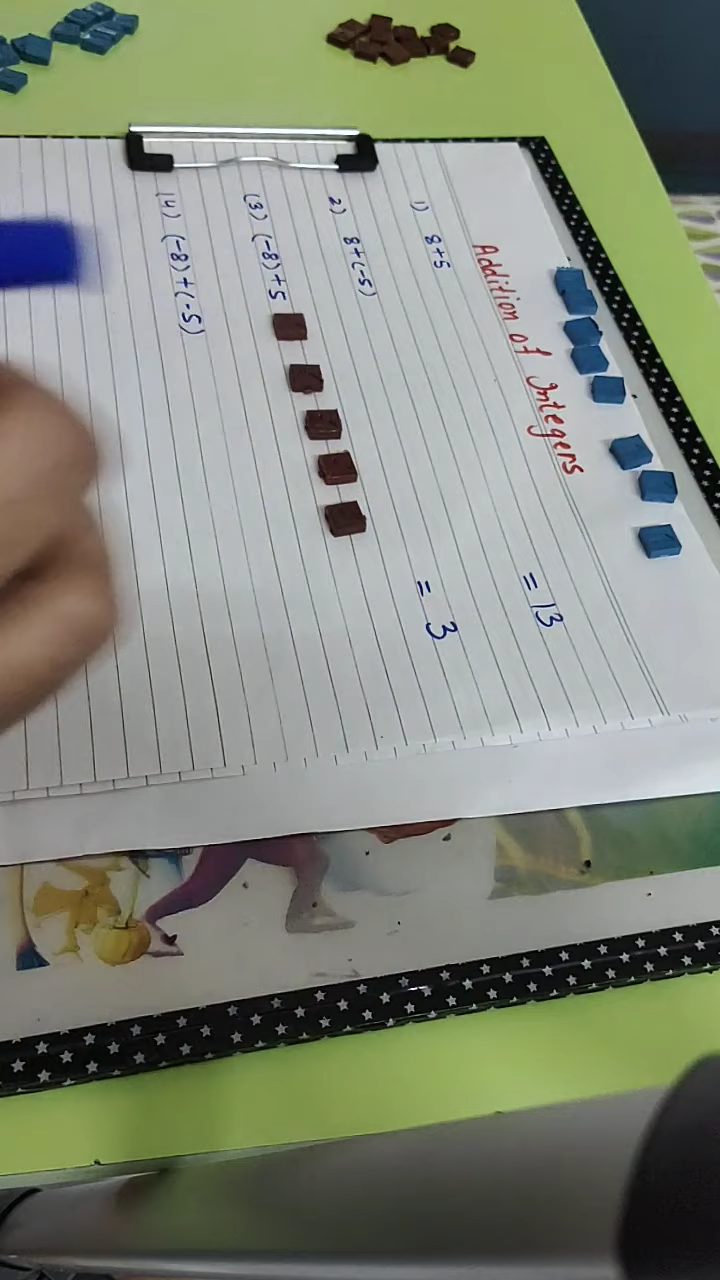 Addition of Integers
1) 8+5 = 13
2) 8+(-5) = 3
(3) (-8)+5
(4) (-8)+(-5)